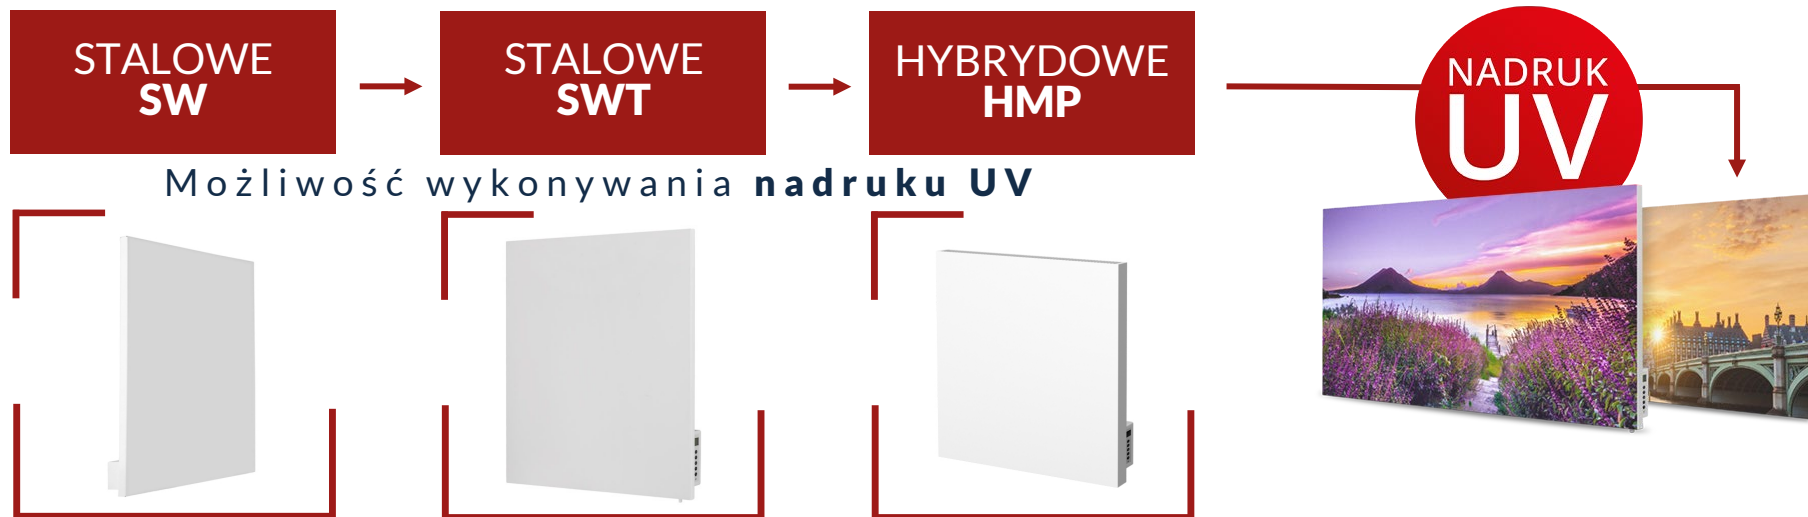 STALOWE
SW
STALOWE
SWT
HYBRYDOWE
HMP
NADRUK
UV
Możliwość wykonywania nadruku UV